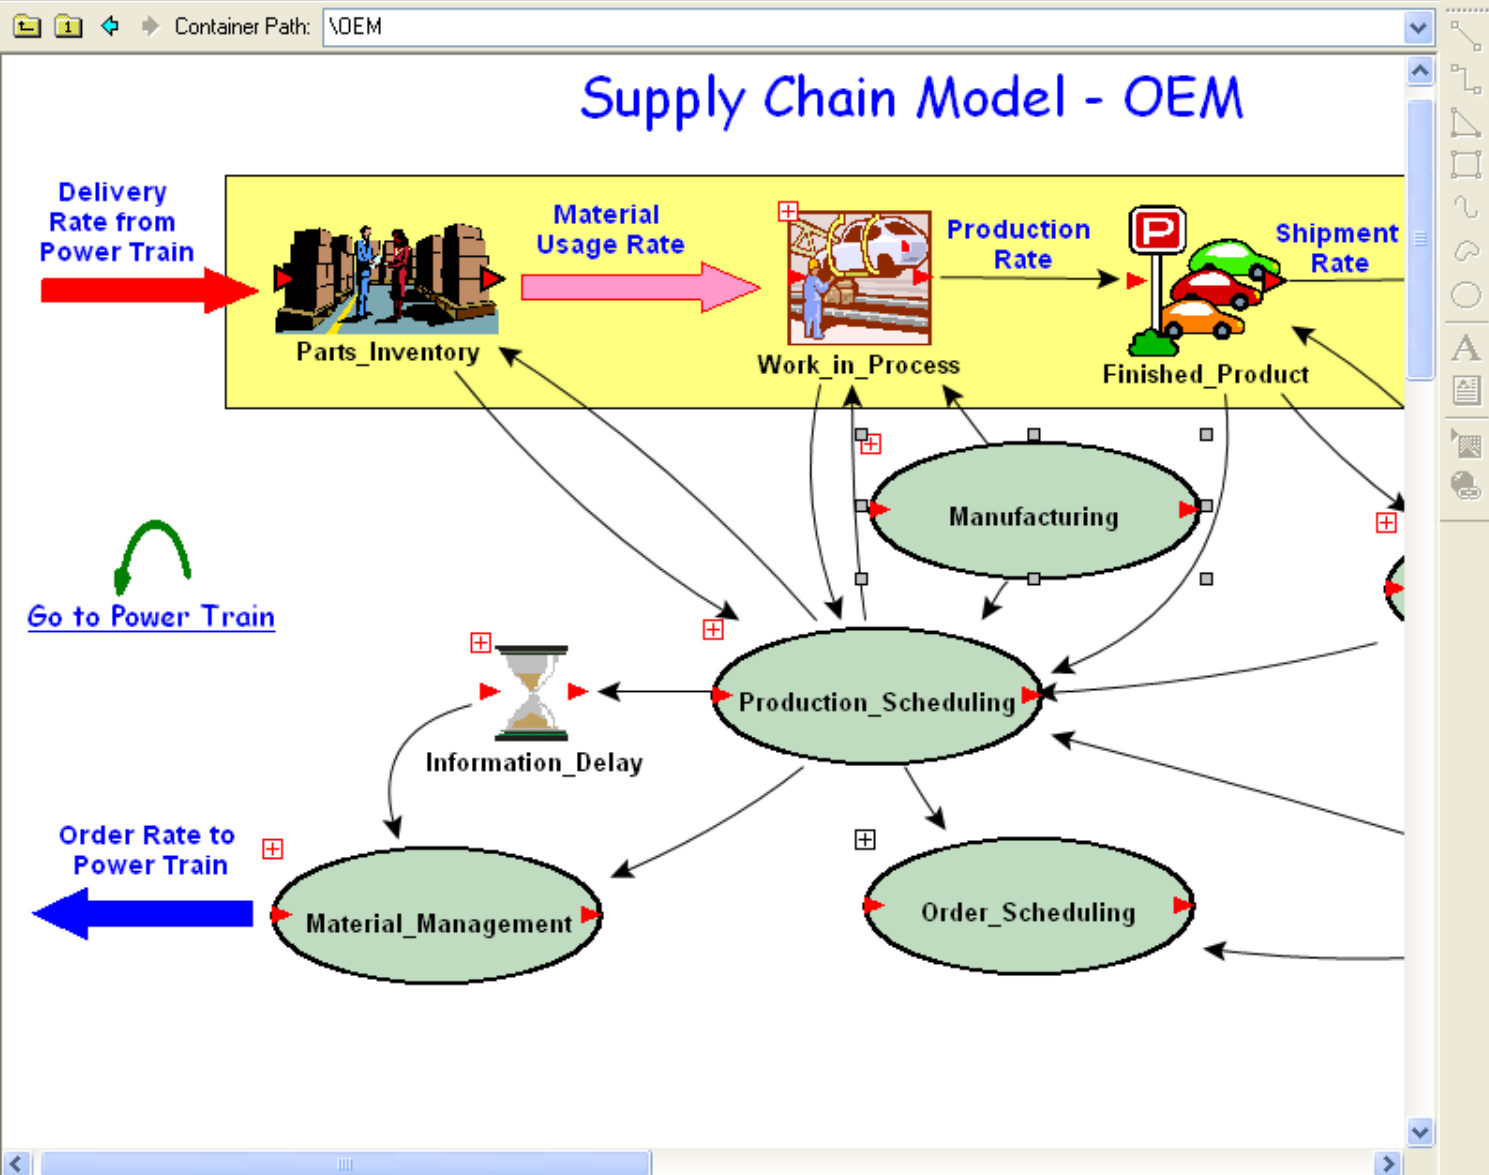 Container Path: \OEM
Supply Chain Model - OEM
Delivery
Rate from
Power Train
Material
Usage Rate
Production
Rate
Shipment
Rate
P
Parts_Inventory
Work_in_Process
Finished_Product
Manufacturing
Go to Power Train
Production_Scheduling
Information_Delay
Order Rate to
Power Train
Material_Management
Order_Scheduling
A